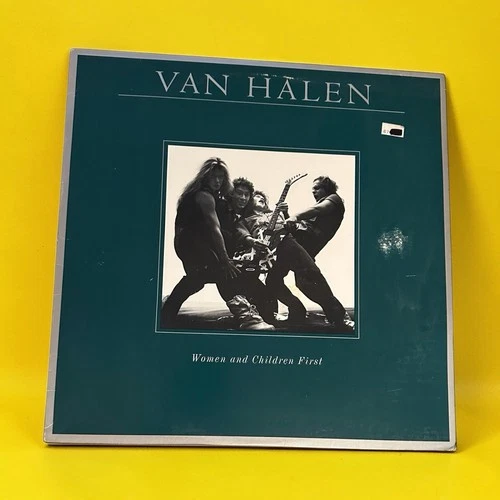 VAN HALEN
Women and Children First